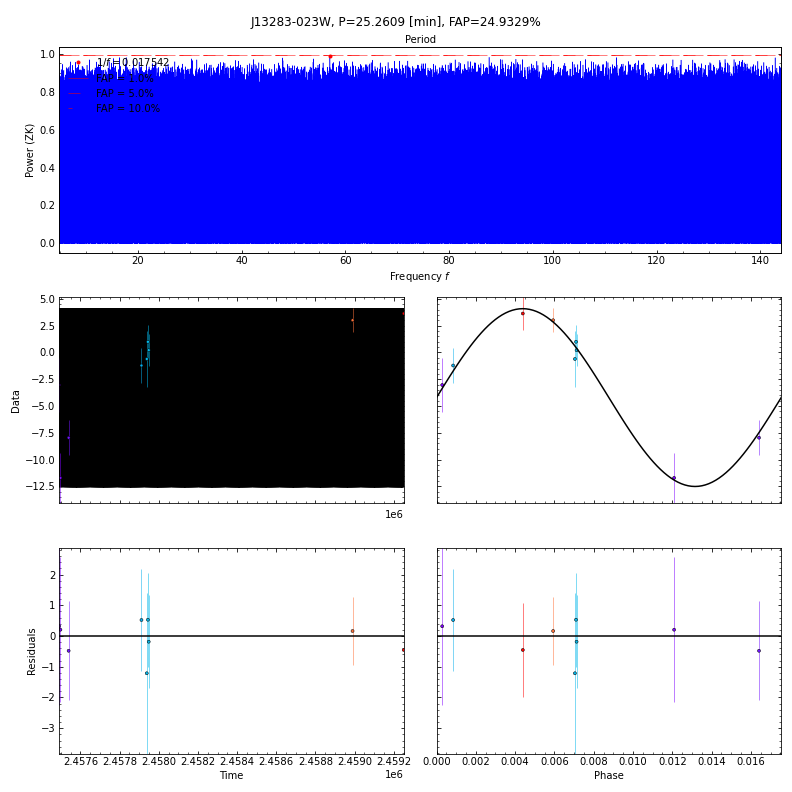 J13283-023W, P=25.2609 [min], FAP=24.9329%
Period
1.0
0.8
0.6
0.4
0.2
0.0
Power (ZK)
1/f = 0.017542
FAP = 5.0%
FAP = 10.0%
20 40 60 80 100 120 140
Frequency f
5.0
2.5
0.0
−2.5
−5.0
−7.5
−10.0
−12.5
Data
1e6
2
1
0
−1
−2
−3
Residuals
2.4576 2.4578 2.4580 2.4582 2.4584 2.4586 2.4588 2.4590 2.4592
Time
1e6
0.000 0.002 0.004 0.006 0.008 0.010 0.012 0.014 0.016
Phase